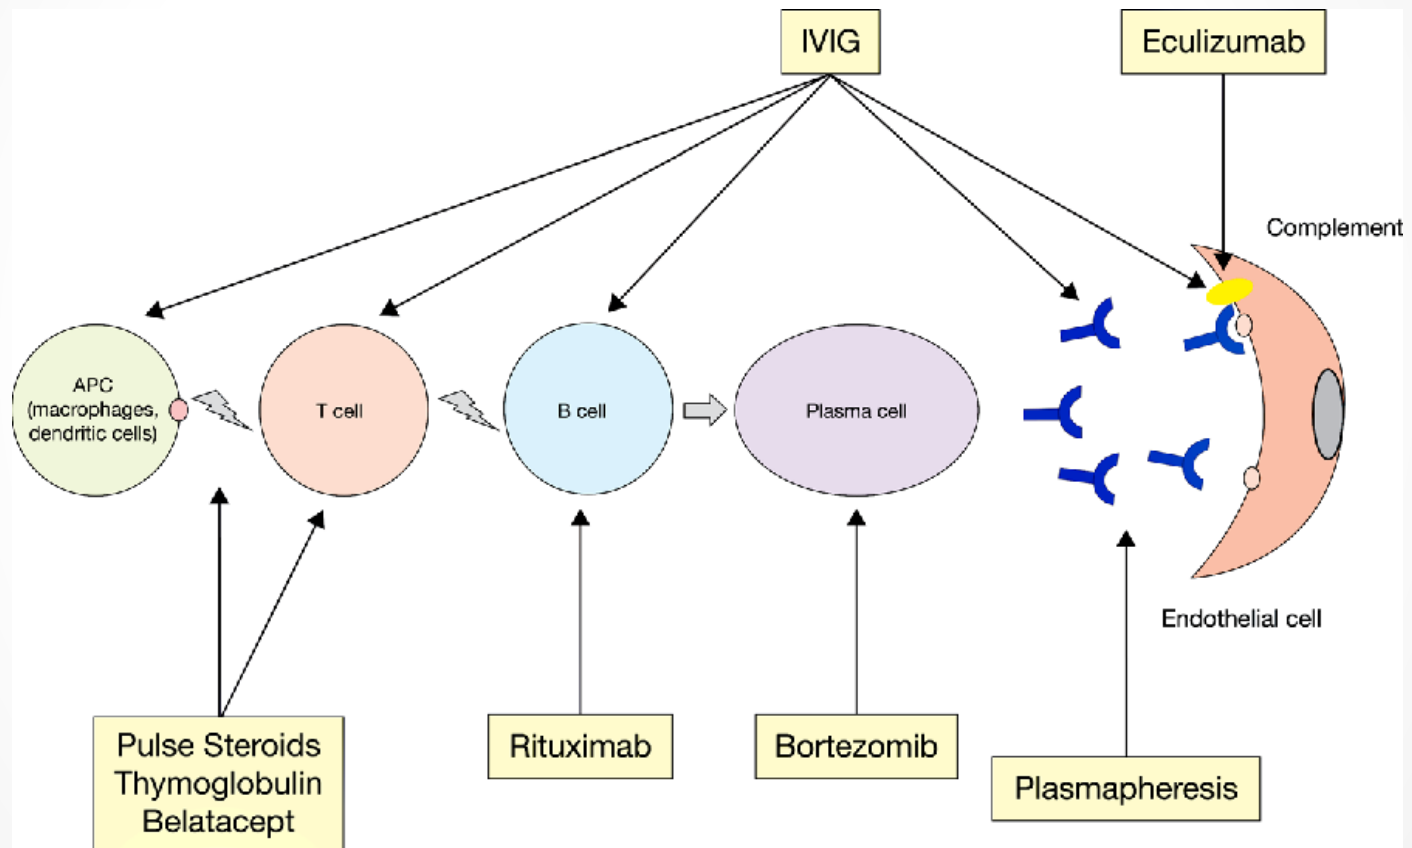 IVIG
Eculizumab
Complement
APC
(macrophages,
dendritic cells)
T cell
B cell
Plasma cell
Endothelial cell
Pulse Steroids
Thymoglobulin
Belatacept
Rituximab
Bortezomib
Plasmapheresis